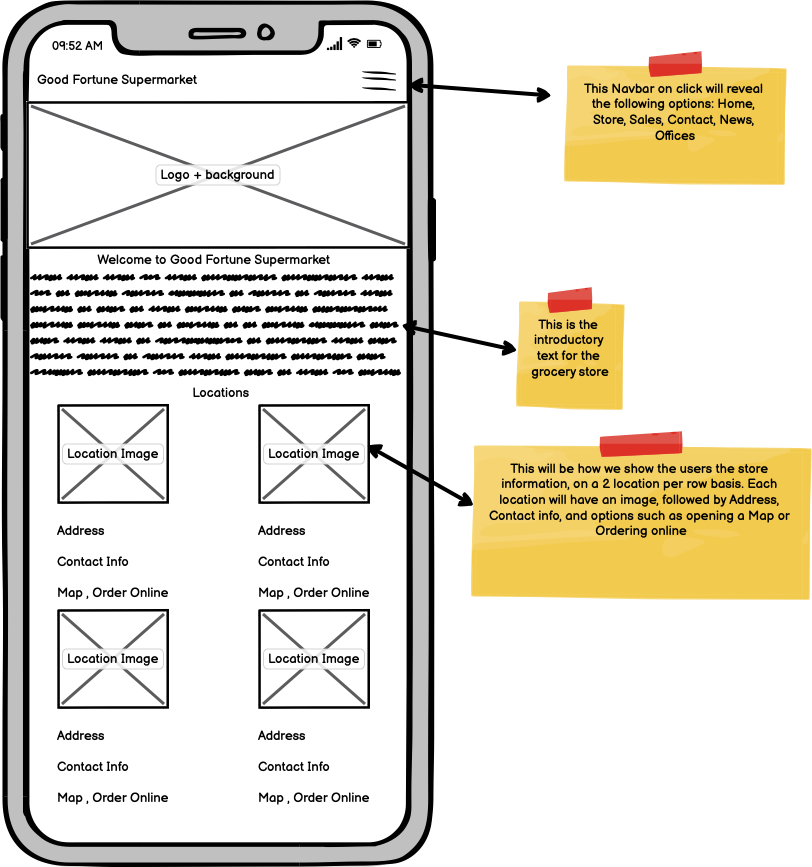 09:52 AM
Good Fortune Supermarket
This Navbar on click will reveal
the following options: Home,
Store, Sales, Contact, News,
Offices
Logo + background
Welcome to Good Fortune Supermarket
This is the
introductory
text for the
grocery store
Locations
Location Image
Location Image
This will be how we show the users the store
information, on a 2 location per row basis. Each
location will have an image, followed by Address,
Contact info, and options such as opening a Map or
Ordering online
Address
Address
Contact Info
Contact Info
Map , Order Online
Map , Order Online
Location Image
Location Image
Address
Address
Contact Info
Contact Info
Map , Order Online
Map , Order Online